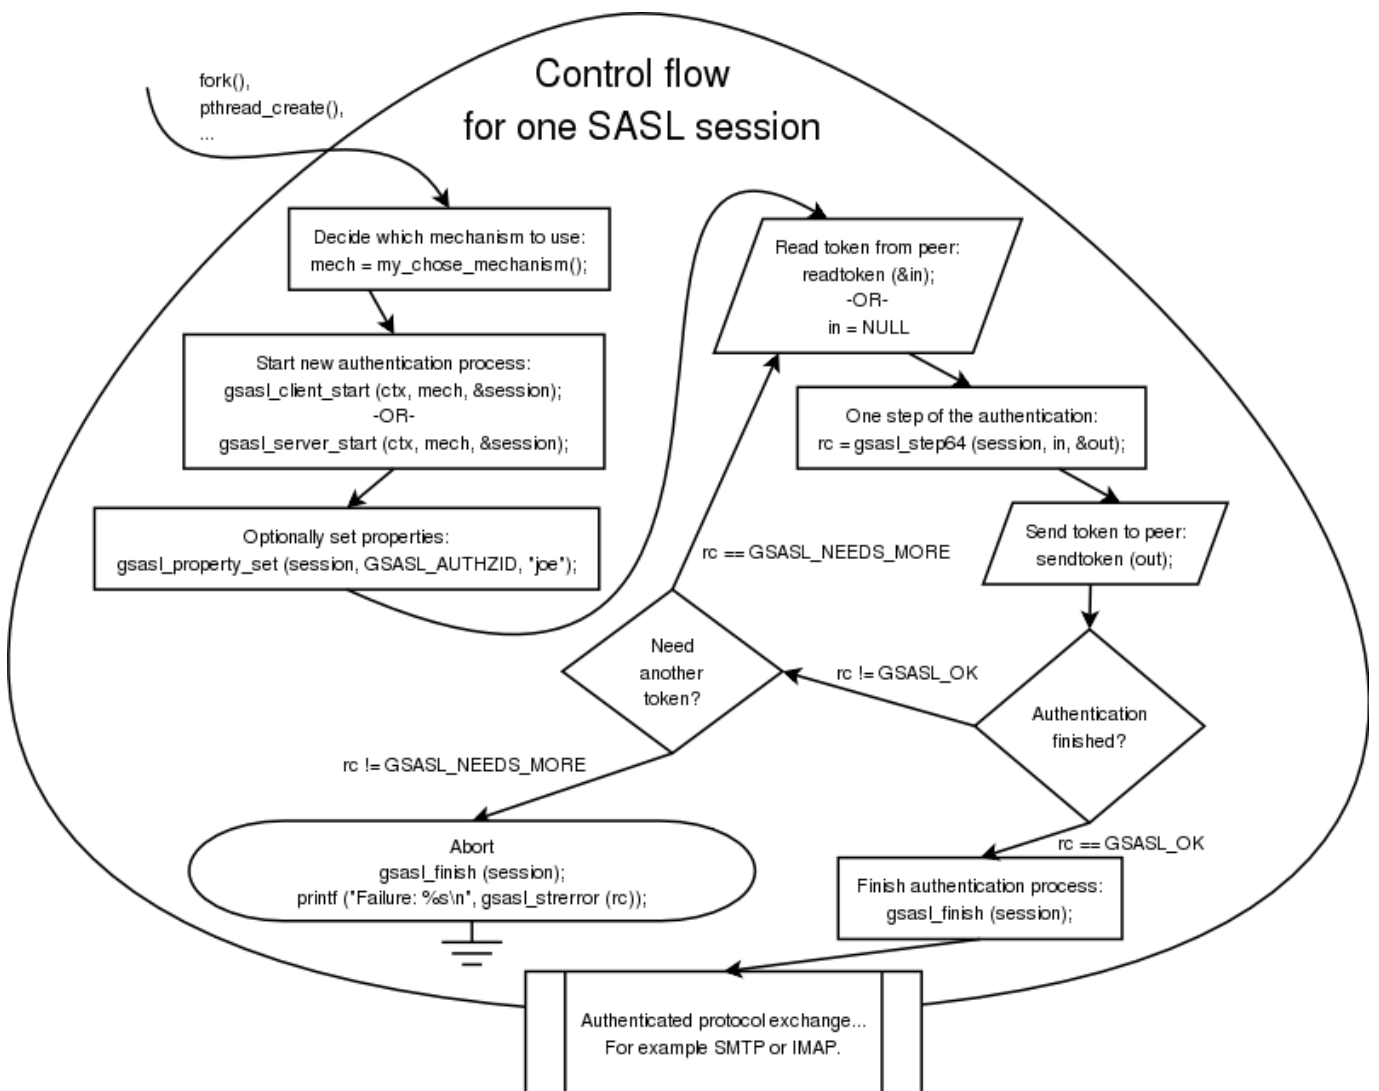 Control flow
for one SASL session
fork(),
pthread_create(),
...
Decide which mechanism to use:
mech = my_chose_mechanism();
Start new authentication process:
gsasl_client_start (ctx, mech, &session);
-OR-
gsasl_server_start (ctx, mech, &session);
Optionally set properties:
gsasl_property_set (session, GSASL_AUTHZID, "joe");
Read token from peer:
readtoken (&in);
-OR-
in = NULL
One step of the authentication:
rc = gsasl_step64 (session, in, &out);
Send token to peer:
sendtoken (out);
Authentication
finished?
rc != GSASL_OK
Need
another
token?
rc == GSASL_NEEDS_MORE
rc != GSASL_NEEDS_MORE
Abort
gsasl_finish (session);
printf ("Failure: %s\n", gsasl_strerror (rc));
rc == GSASL_OK
Finish authentication process:
gsasl_finish (session);
Authenticated protocol exchange...
For example SMTP or IMAP.